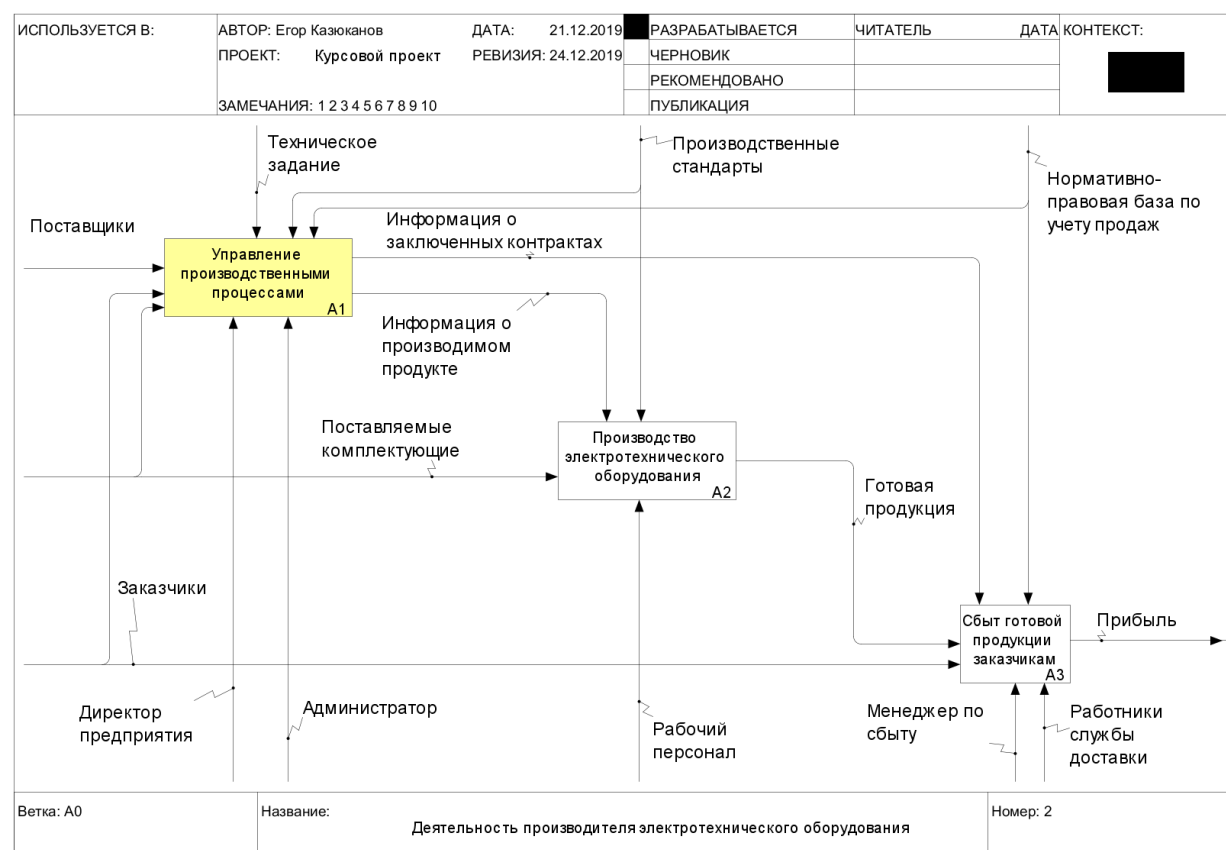 ИСПОЛЬЗУЕТСЯ В:
АВТОР: Егор Казюканов
ДАТА: 21.12.2019
РАЗРАБАТЫВАЕТСЯ
ЧИТАТЕЛЬ
ДАТА
КОНТЕКСТ:
ПРОЕКТ: Курсовой проект
РЕВИЗИЯ: 24.12.2019
ЧЕРНОВИК
РЕКОМЕНДОВАНО
ЗАМЕЧАНИЯ: 1 2 3 4 5 6 7 8 9 10
ПУБЛИКАЦИЯ
Техническое
задание
Производственные
стандарты
Нормативно-
правовая база по
учету продаж
Поставщики
Информация о
заключенных контрактах
Управление
производственными
процессами
A1
Информация о
производимом
продукте
Поставляемые
комплектующие
Производство
электротехнического
оборудования
A2
Готовая
продукция
Заказчики
Сбыт готовой
продукции
заказчикам
A3
Прибыль
Директор
предприятия
Администратор
Рабочий
персонал
Менеджер по
сбыту
Работники
службы
доставки
Ветка: A0
Название:
Деятельность производителя электротехнического оборудования
Номер: 2